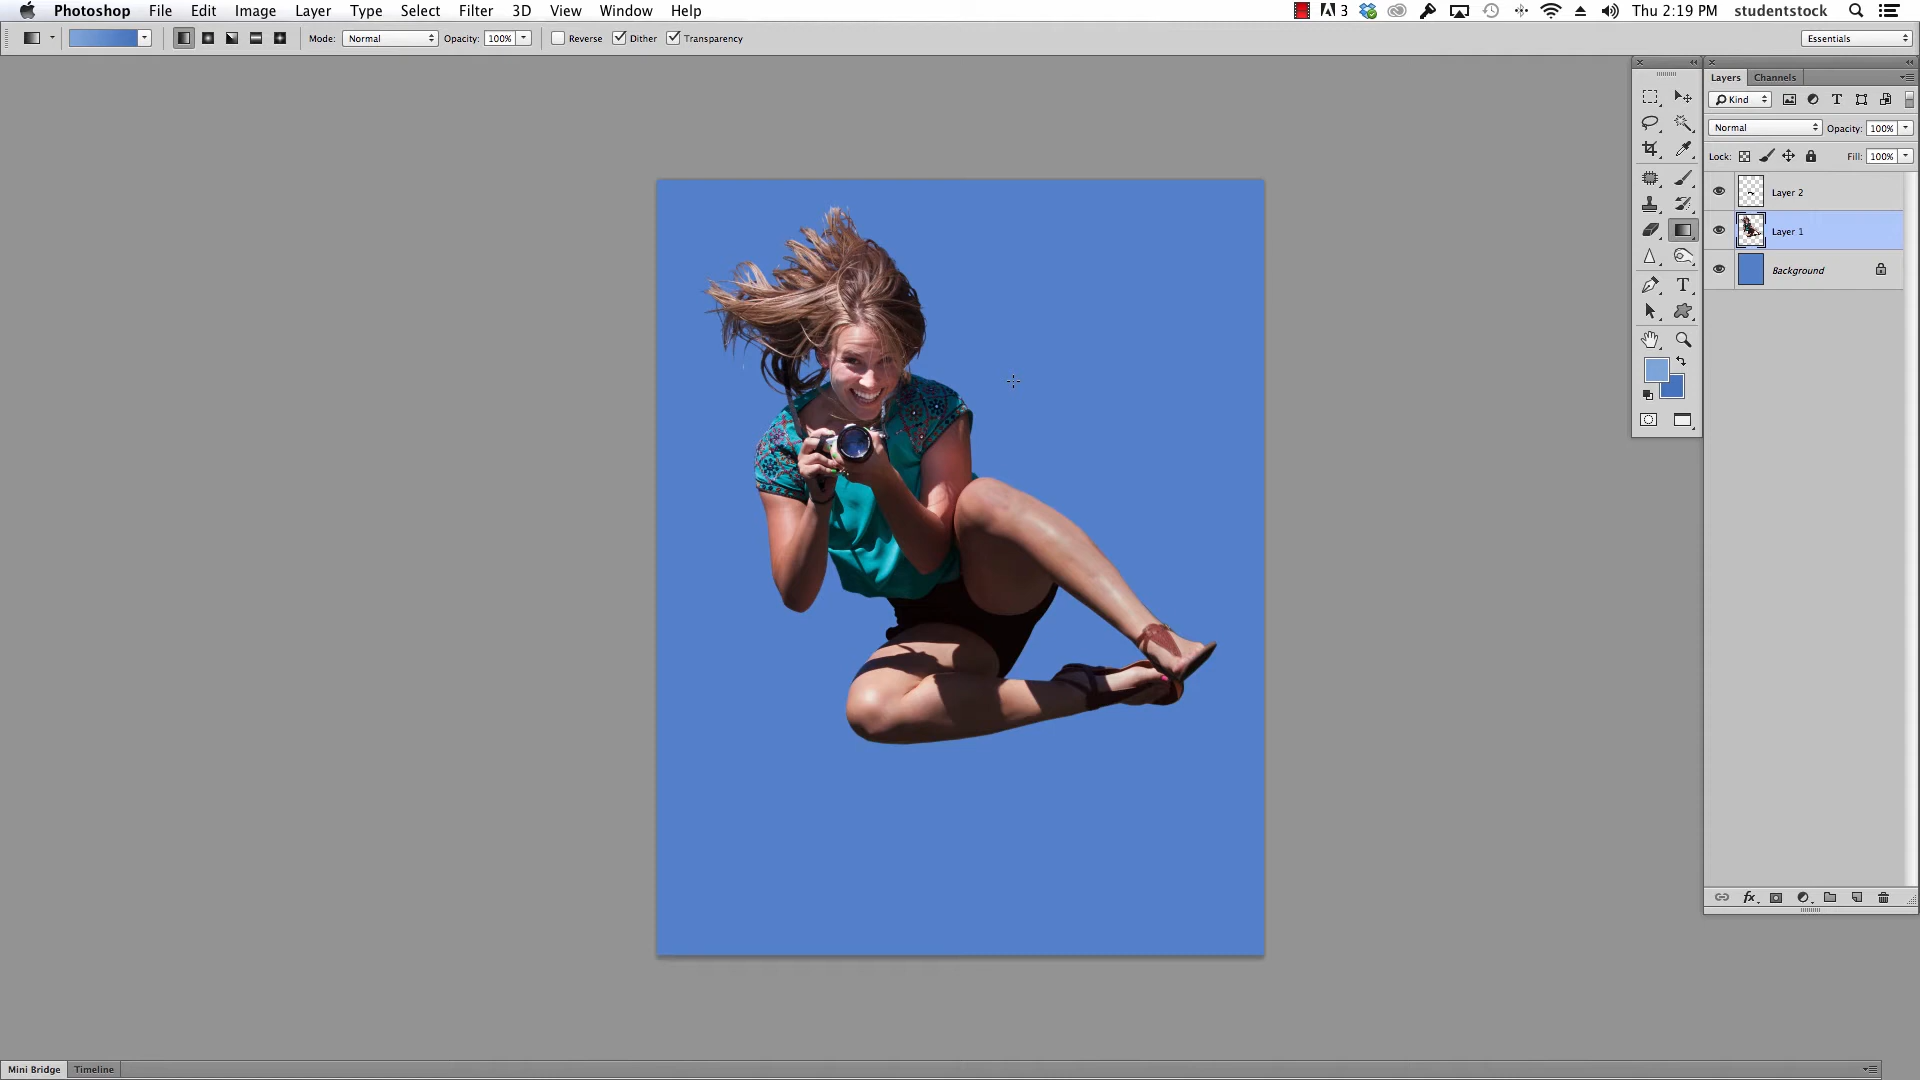 Photoshop File Edit Image Layer Type Select Filter 3D View Window Help 3 Thu 2:19 PM studentstock
Mode: Normal Opacity: 100% Reverse Dither Transparency Essentials
Layers Channels
Kind T
Normal Opacity: 100%
Lock: Fill: 100%
Layer 2
Layer 1
Background
T
fx
Mini Bridge Timeline